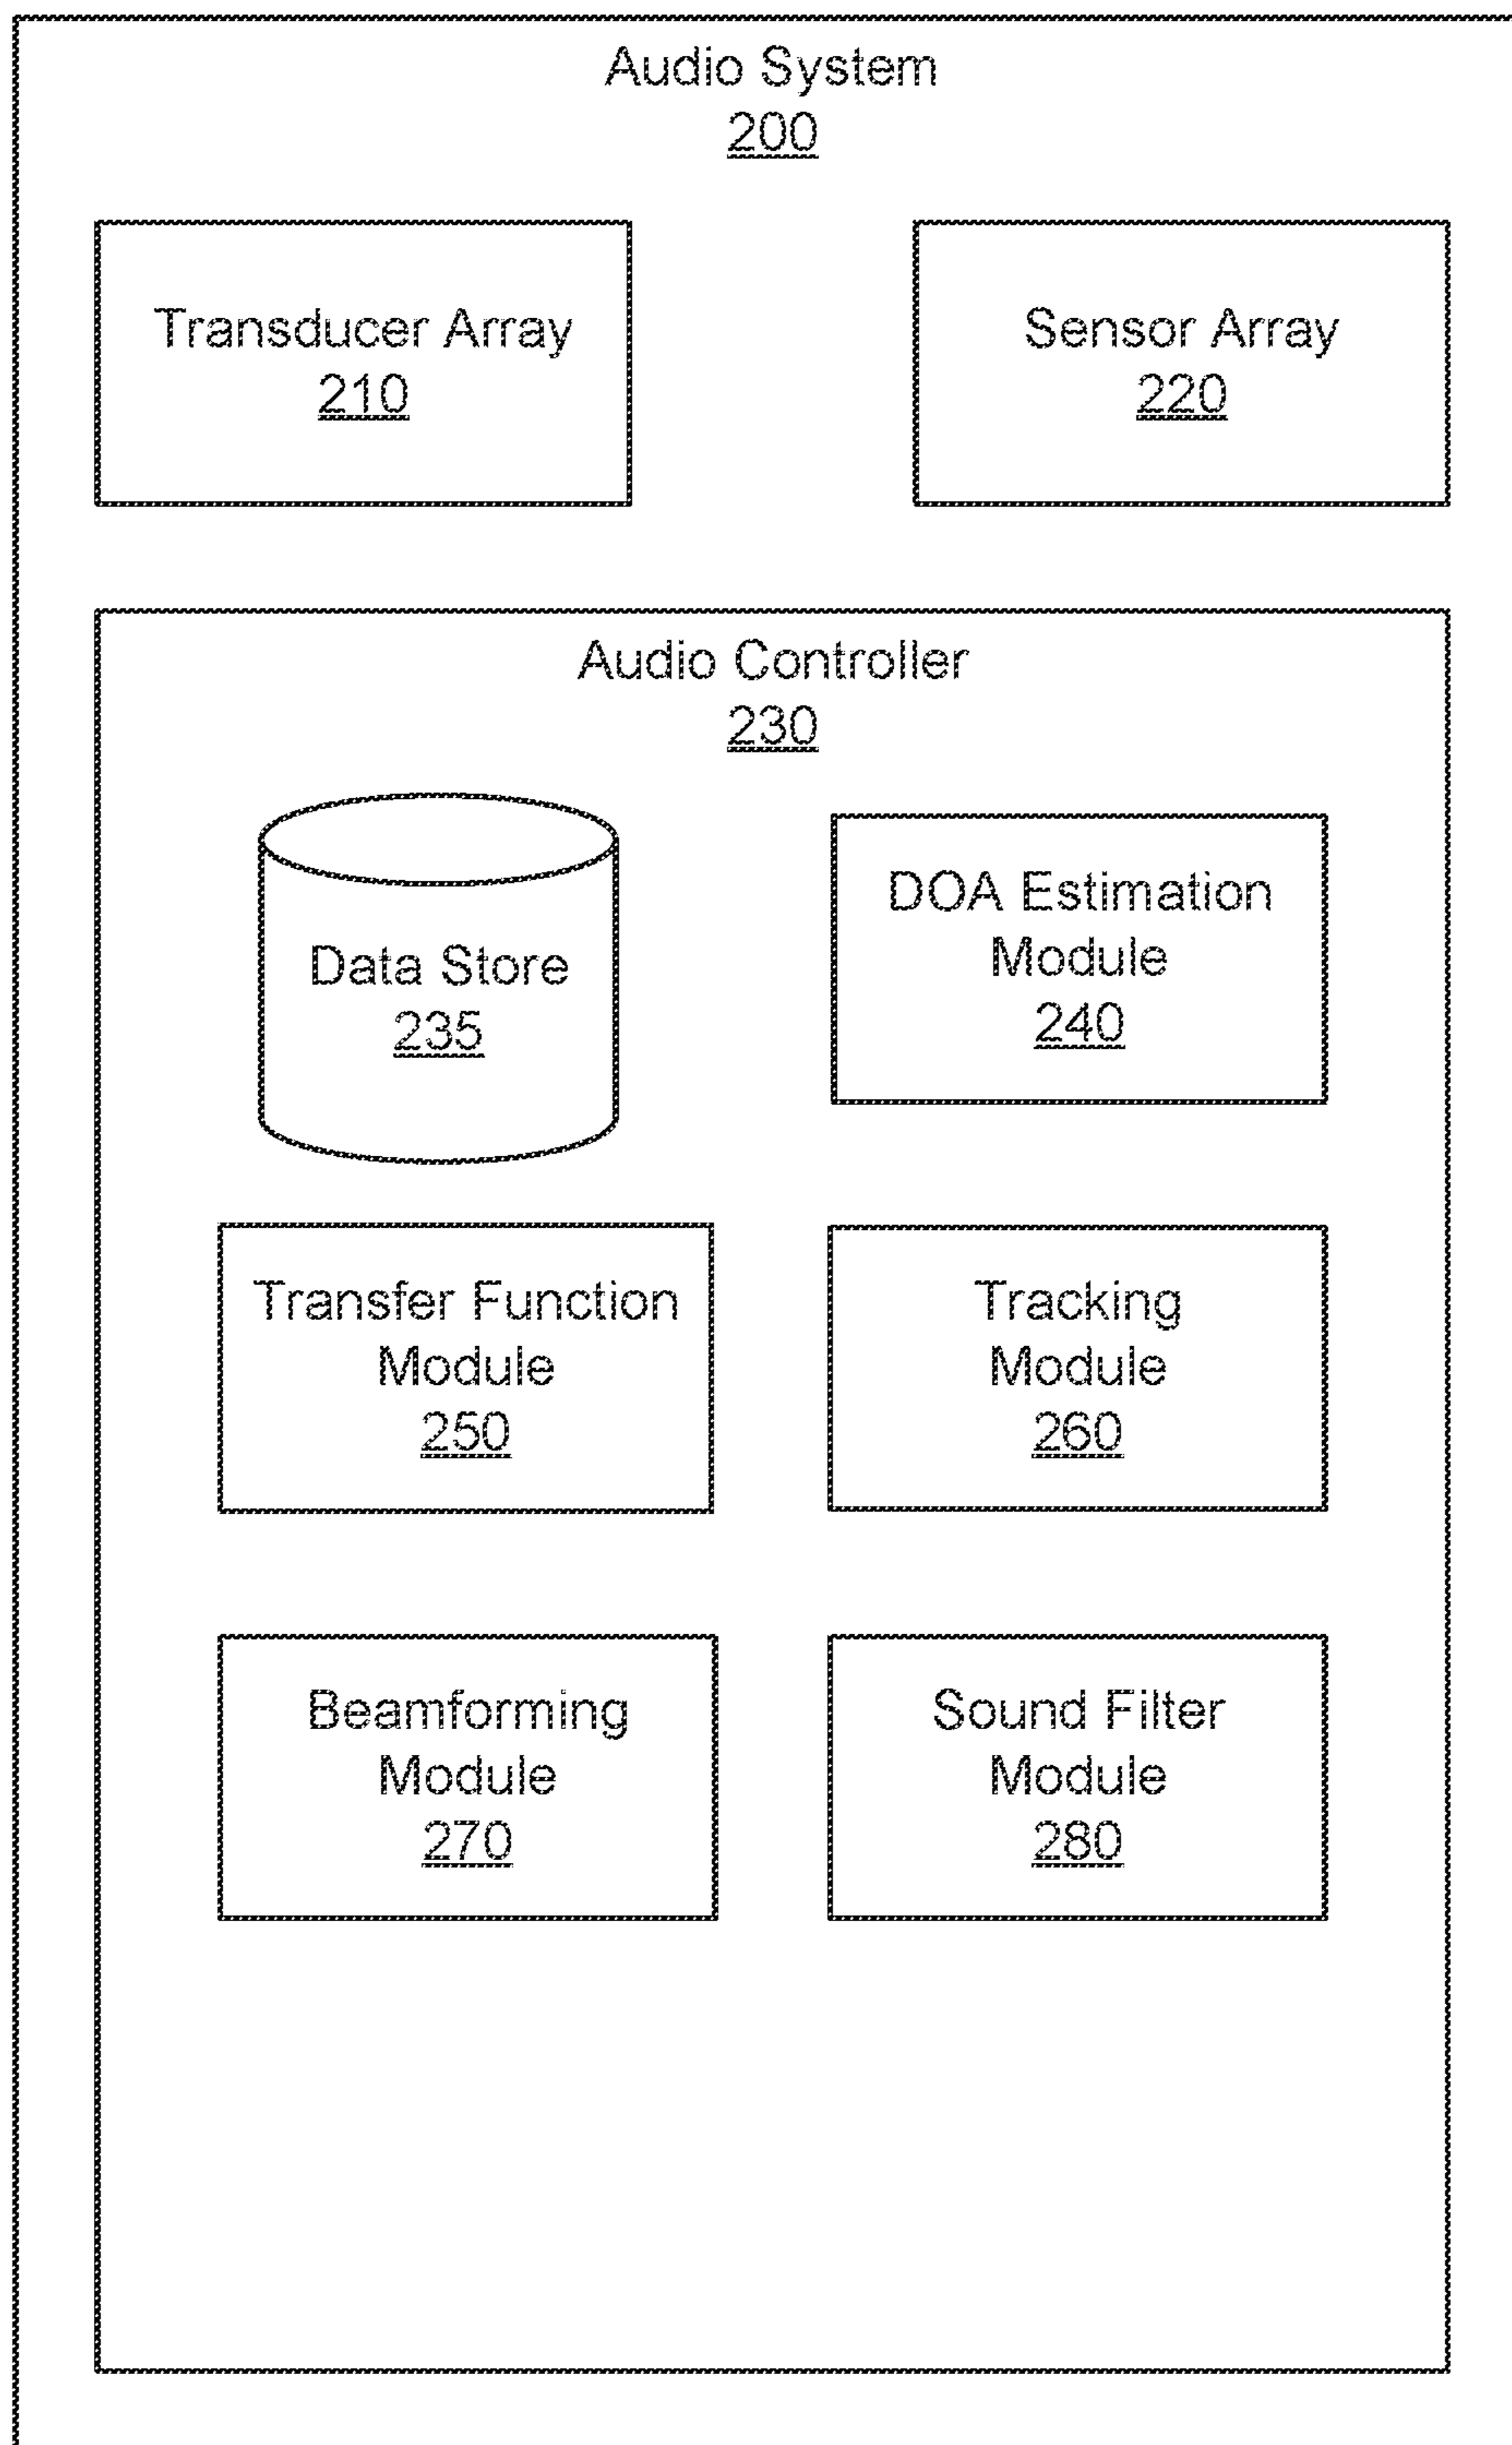 Audio System
200
Transducer Array
210
Sensor Array
220
Audio Controller
230
Data Store
235
DOA Estimation
Module
240
Transfer Function
Module
250
Tracking
Module
260
Beamforming
Module
270
Sound Filter
Module
280